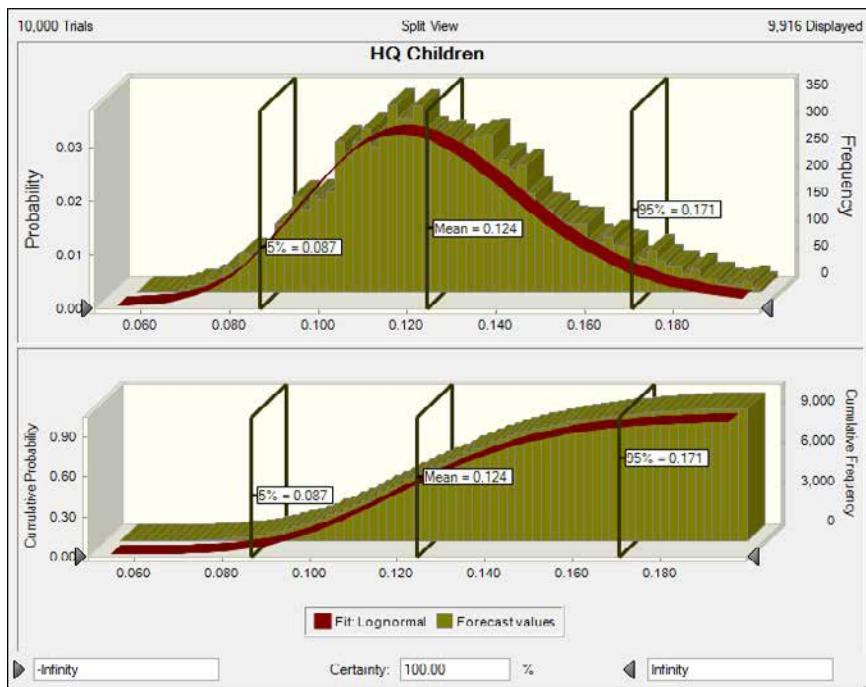 10,000 Trials Split View 9,916 Displayed
HQ Children
Probability
0.03
0.02
0.01
0.00
350
300
250
200
150
100
50
0
Frequency
5% = 0.087
Mean = 0.124
95% = 0.171
0.060 0.080 0.100 0.120 0.140 0.160 0.180
Cumulative Probability
0.90
0.60
0.30
0.00
9,000
6,000
3,000
0
Cumulative Frequency
5% = 0.087
Mean = 0.124
95% = 0.171
0.060 0.080 0.100 0.120 0.140 0.160 0.180
Fit: Lognormal Forecast values
-Infinity Certainty: 100.00 % Infinity